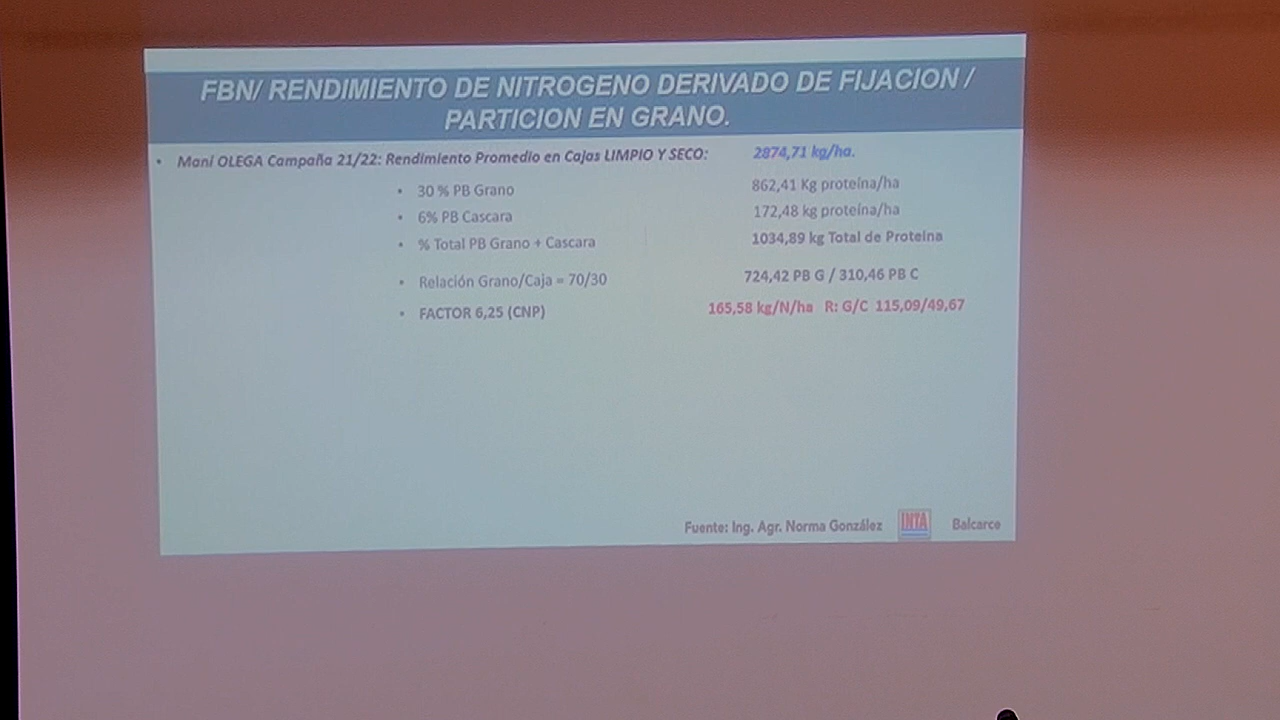 FBN/ RENDIMIENTO DE NITROGENO DERIVADO DE FIJACION /
PARTICION EN GRANO.
• Maní OLEGA Campaña 21/22: Rendimiento Promedio en Cajas LIMPIO Y SECO: 2874,71 kg/ha.
• 30 % PB Grano 862,41 Kg proteína/ha
• 6% PB Cascara 172,48 kg proteína/ha
• % Total PB Grano + Cascara 1034,89 kg Total de Proteina
• Relación Grano/Caja = 70/30 724,42 PB G / 310,46 PB C
• FACTOR 6,25 (CNP) 165,58 kg/N/ha R: G/C 115,09/49,67
Fuente: Ing. Agr. Norma González INTA Balcarce